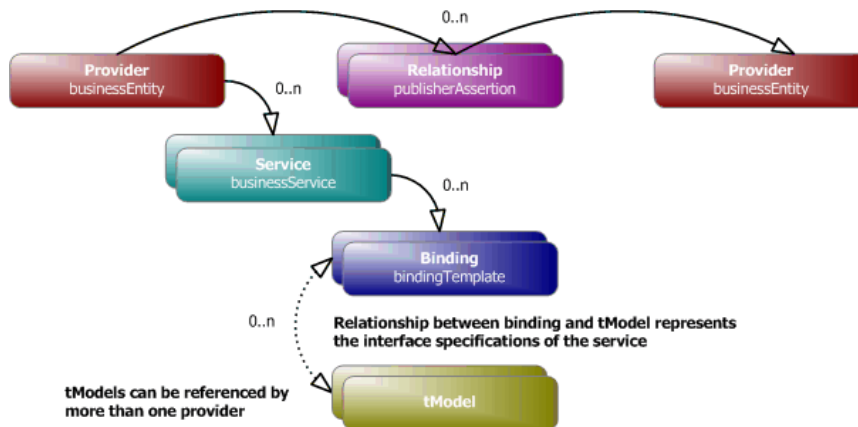 0..n
Provider
businessEntity
Relationship
publisherAssertion
Provider
businessEntity
0..n
Service
businessService
0..n
Binding
bindingTemplate
0..n
Relationship between binding and tModel represents
the interface specifications of the service
tModels can be referenced by
more than one provider
tModel